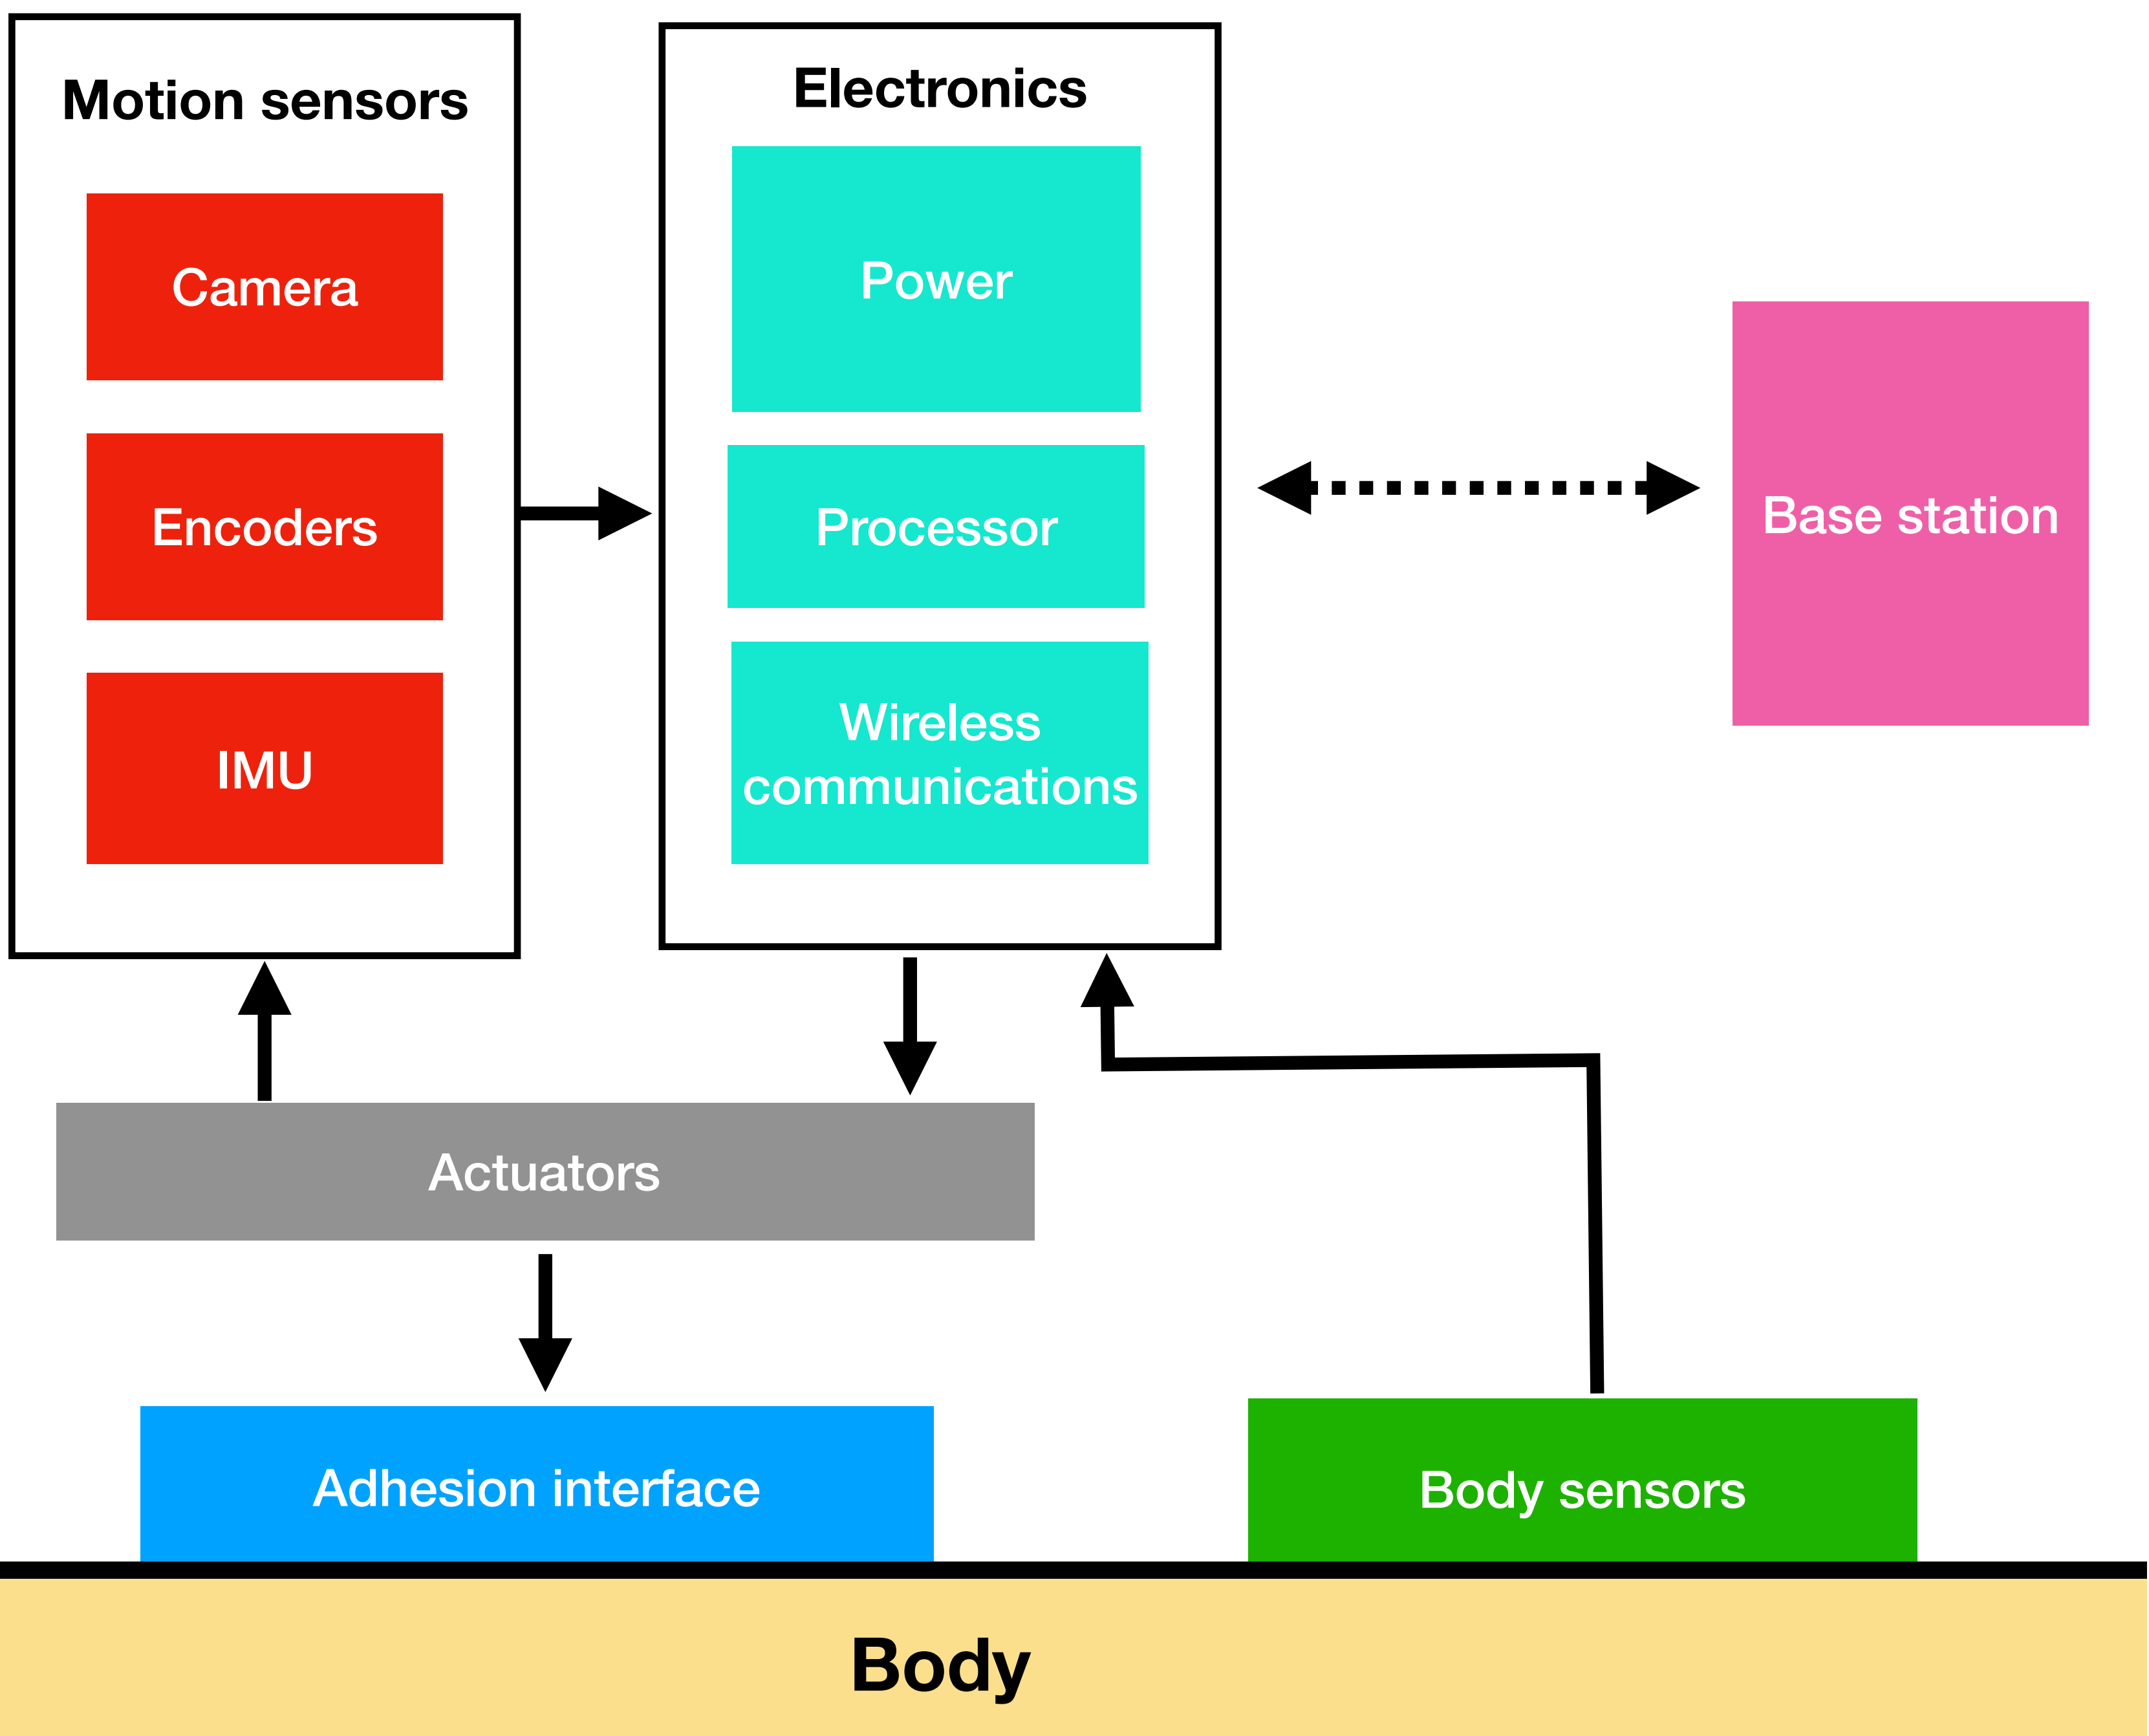 Motion sensors
Camera
Encoders
IMU
Electronics
Power
Processor
Wireless
communications
Base station
Actuators
Adhesion interface
Body sensors
Body